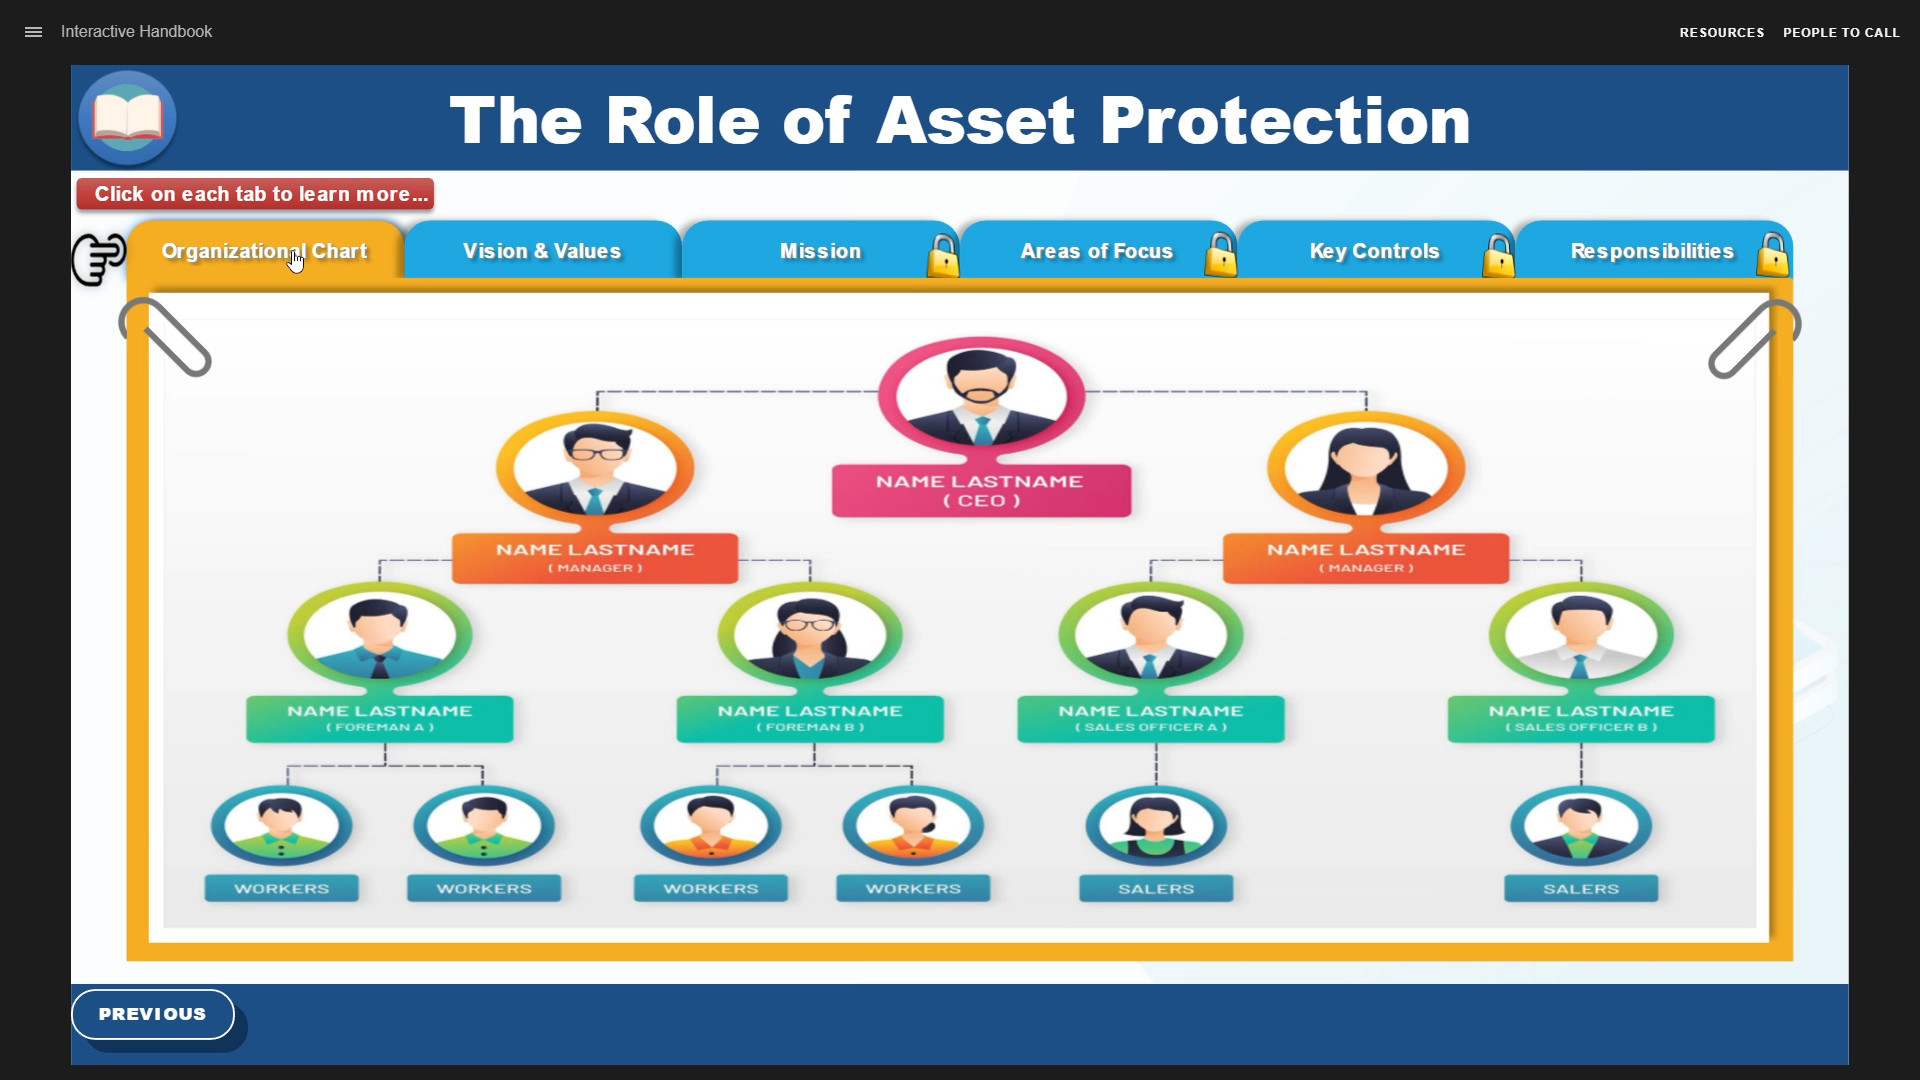 Interactive Handbook
RESOURCES PEOPLE TO CALL
The Role of Asset Protection
Click on each tab to learn more...
Organizational Chart
Vision & Values
Mission
Areas of Focus
Key Controls
Responsibilities
NAME LASTNAME
( CEO )
NAME LASTNAME
( MANAGER )
NAME LASTNAME
( MANAGER )
NAME LASTNAME
( FOREMAN A )
NAME LASTNAME
( FOREMAN B )
NAME LASTNAME
( SALES OFFICER A )
NAME LASTNAME
( SALES OFFICER B )
WORKERS
WORKERS
WORKERS
WORKERS
SALERS
SALERS
PREVIOUS